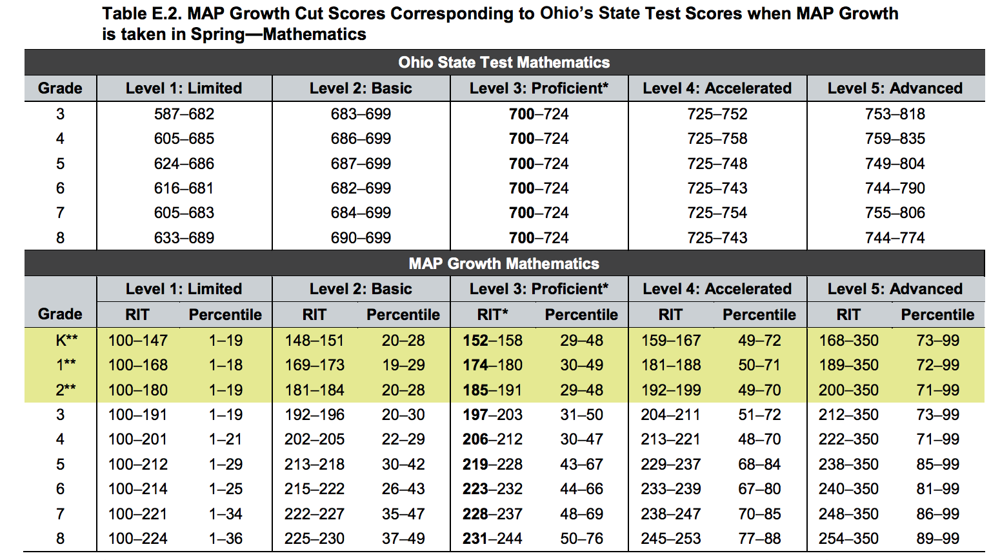 Table E.2. MAP Growth Cut Scores Corresponding to Ohio’s State Test Scores when MAP Growth
is taken in Spring—Mathematics
Ohio State Test Mathematics
Grade Level 1: Limited Level 2: Basic Level 3: Proficient* Level 4: Accelerated Level 5: Advanced
3 587–682 683–699 700–724 725–752 753–818
4 605–685 686–699 700–724 725–758 759–835
5 624–686 687–699 700–724 725–748 749–804
6 616–681 682–699 700–724 725–743 744–790
7 605–683 684–699 700–724 725–754 755–806
8 633–689 690–699 700–724 725–743 744–774
MAP Growth Mathematics
Level 1: Limited Level 2: Basic Level 3: Proficient* Level 4: Accelerated Level 5: Advanced
Grade RIT Percentile RIT Percentile RIT* Percentile RIT Percentile RIT Percentile
K** 100–147 1–19 148–151 20–28 152–158 29–48 159–167 49–72 168–350 73–99
1** 100–168 1–18 169–173 19–29 174–180 30–49 181–188 50–71 189–350 72–99
2** 100–180 1–19 181–184 20–28 185–191 29–48 192–199 49–70 200–350 71–99
3 100–191 1–19 192–196 20–30 197–203 31–50 204–211 51–72 212–350 73–99
4 100–201 1–21 202–205 22–29 206–212 30–47 213–221 48–70 222–350 71–99
5 100–212 1–29 213–218 30–42 219–228 43–67 229–237 68–84 238–350 85–99
6 100–214 1–25 215–222 26–43 223–232 44–66 233–239 67–80 240–350 81–99
7 100–221 1–34 222–227 35–47 228–237 48–69 238–247 70–85 248–350 86–99
8 100–224 1–36 225–230 37–49 231–244 50–76 245–253 77–88 254–350 89–99